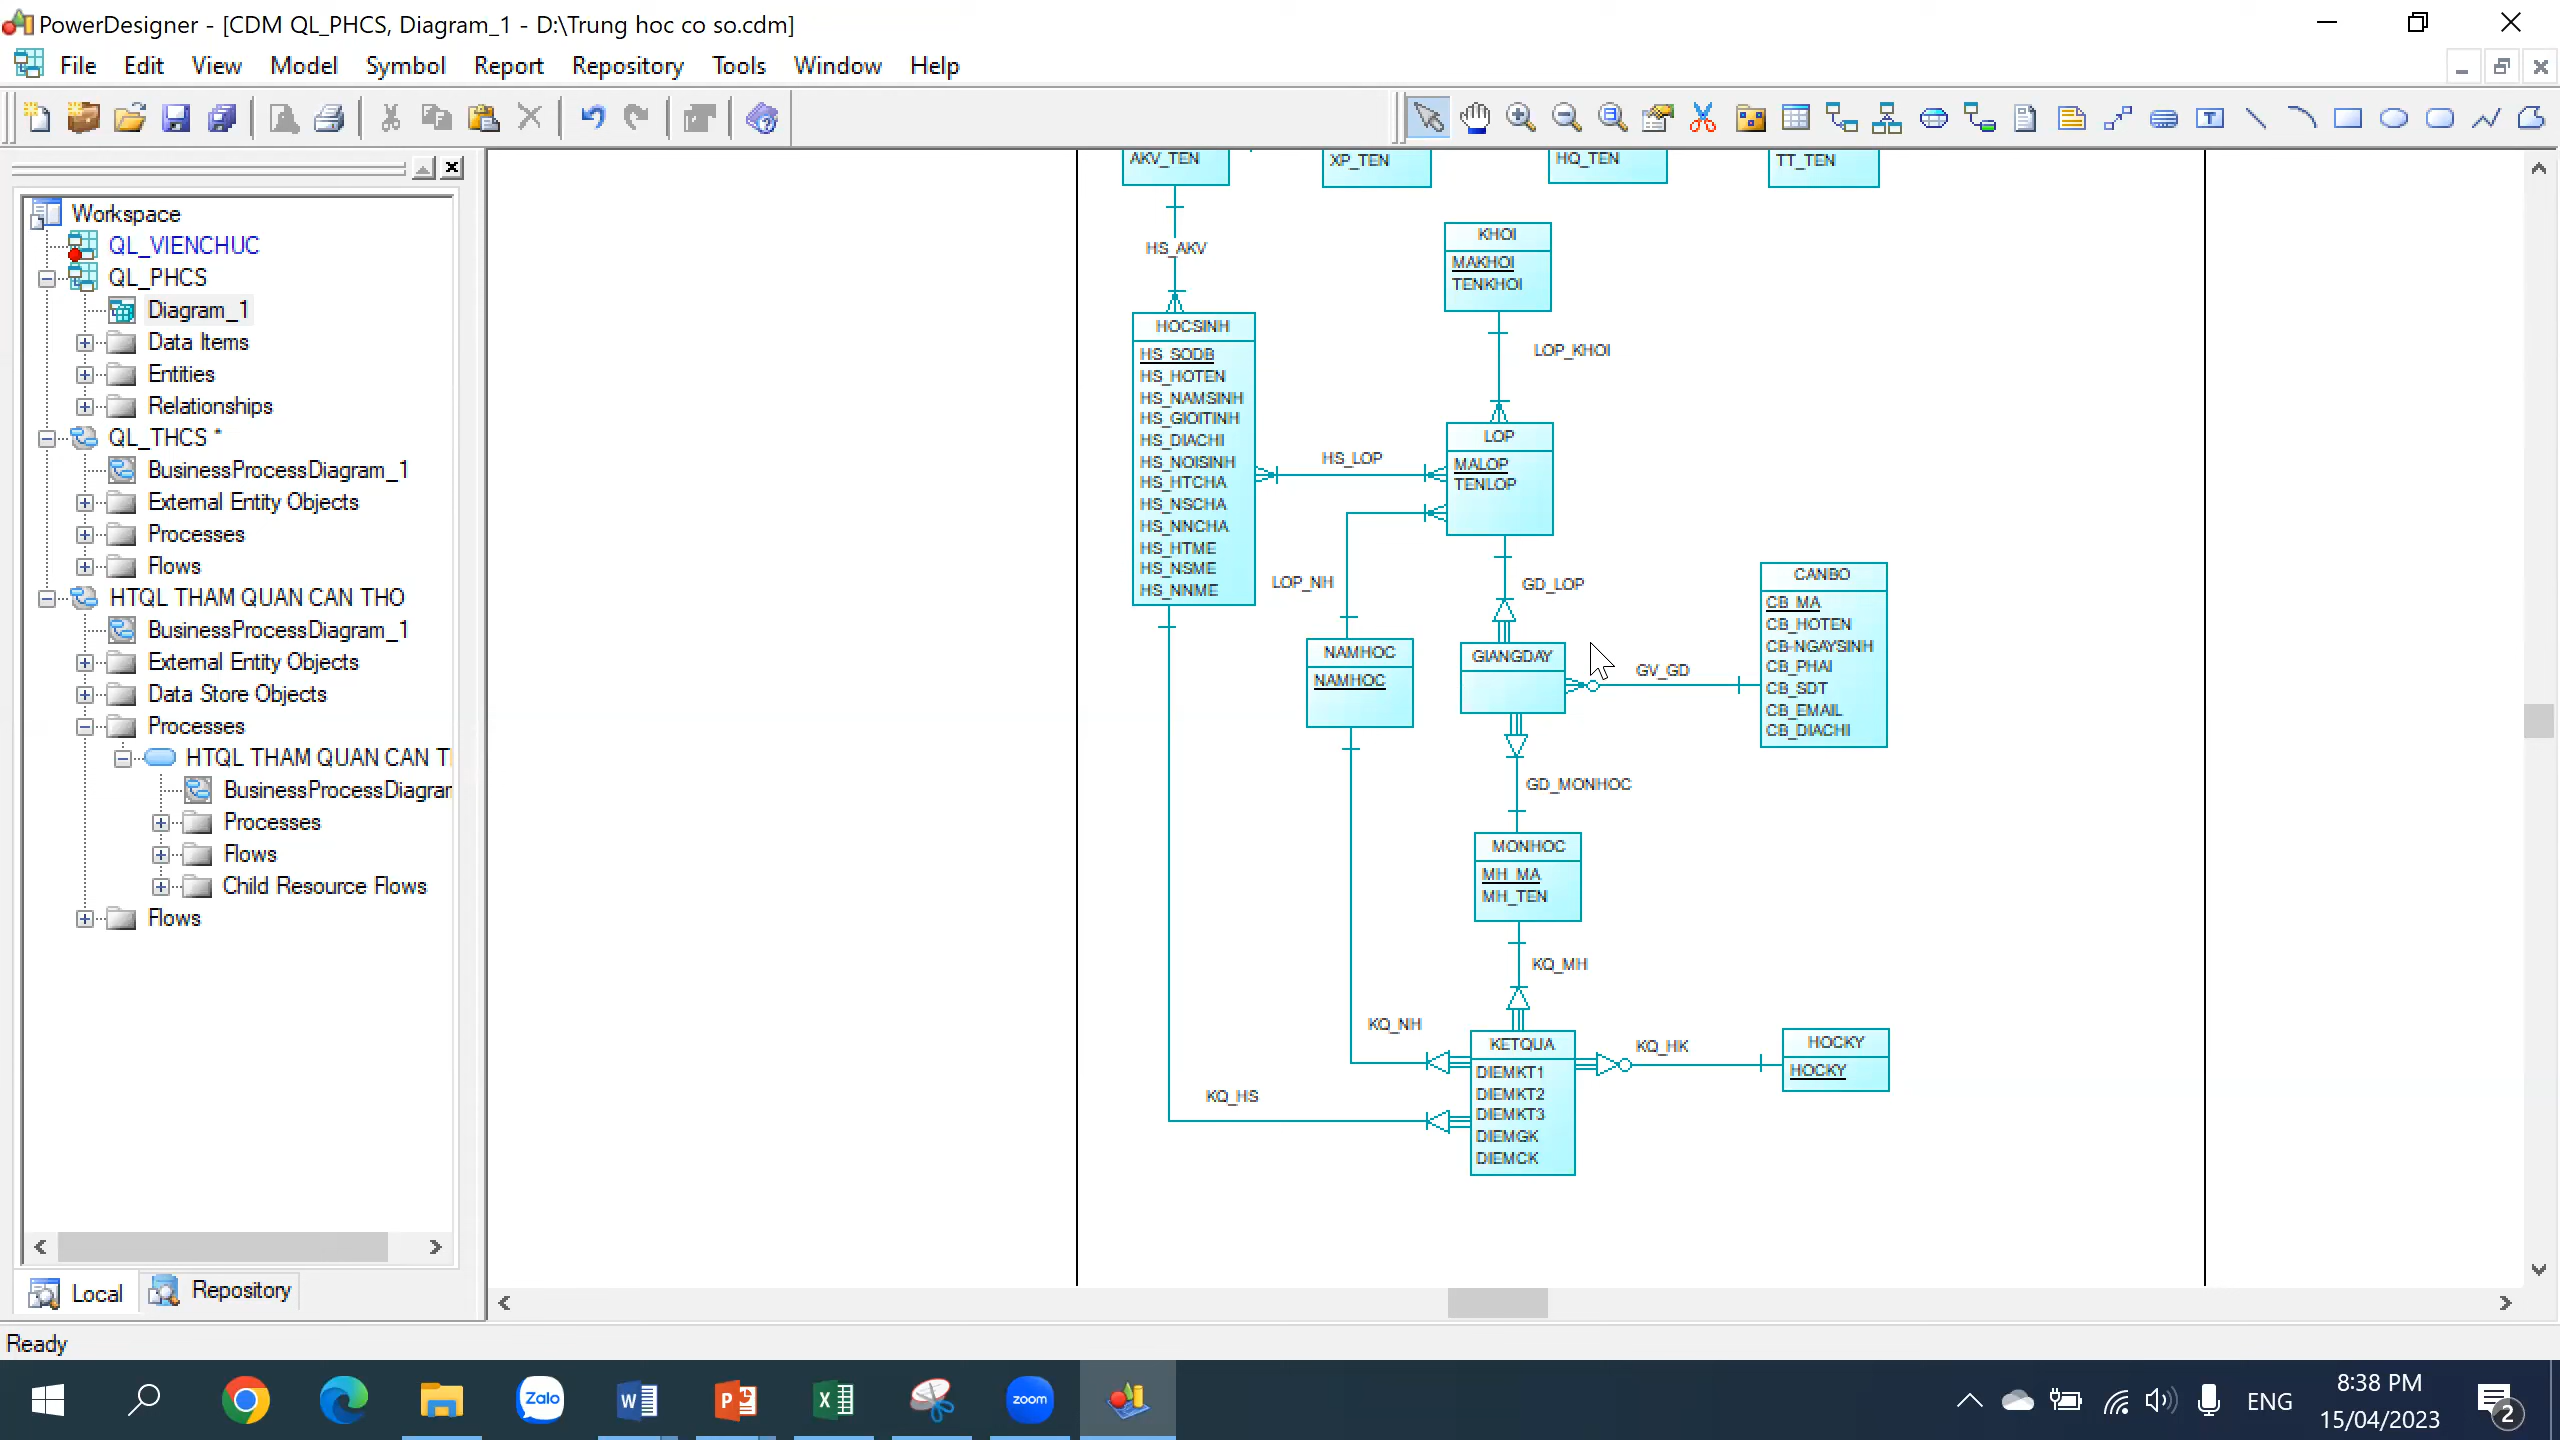 PowerDesigner - [CDM QL_PHCS, Diagram_1 - D:\Trung hoc co so.cdm]
File Edit View Model Symbol Report Repository Tools Window Help
Workspace
QL_VIENCHUC
QL_PHCS
Diagram_1
Data Items
Entities
Relationships
QL_THCS *
BusinessProcessDiagram_1
External Entity Objects
Processes
Flows
HTQL THAM QUAN CAN THO
BusinessProcessDiagram_1
External Entity Objects
Data Store Objects
Processes
HTQL THAM QUAN CAN T
BusinessProcessDiagra
Processes
Flows
Child Resource Flows
Flows
Local
Repository
AKV_TEN
XP_TEN
HQ_TEN
TT_TEN
HS_AKV
KHOI
MAKHOI
TENKHOI
LOP_KHOI
HOCSINH
HS_SODB
HS_HOTEN
HS_NAMSINH
HS_GIOITINH
HS_DIACHI
HS_NOISINH
HS_HTCHA
HS_NSCHA
HS_NNCHA
HS_HTME
HS_NSME
HS_NNME
HS_LOP
LOP
MALOP
TENLOP
LOP_NH
GD_LOP
NAMHOC
NAMHOC
GIANGDAY
GV_GD
CANBO
CB_MA
CB_HOTEN
CB-NGAYSINH
CB_PHAI
CB_SDT
CB_EMAIL
CB_DIACHI
GD_MONHOC
MONHOC
MH_MA
MH_TEN
KQ_MH
KQ_NH
KQ_HS
KETQUA
DIEMKT1
DIEMKT2
DIEMKT3
DIEMGK
DIEMCK
KQ_HK
HOCKY
HOCKY
Ready
Zalo
zoom
ENG
8:38 PM
15/04/2023
2